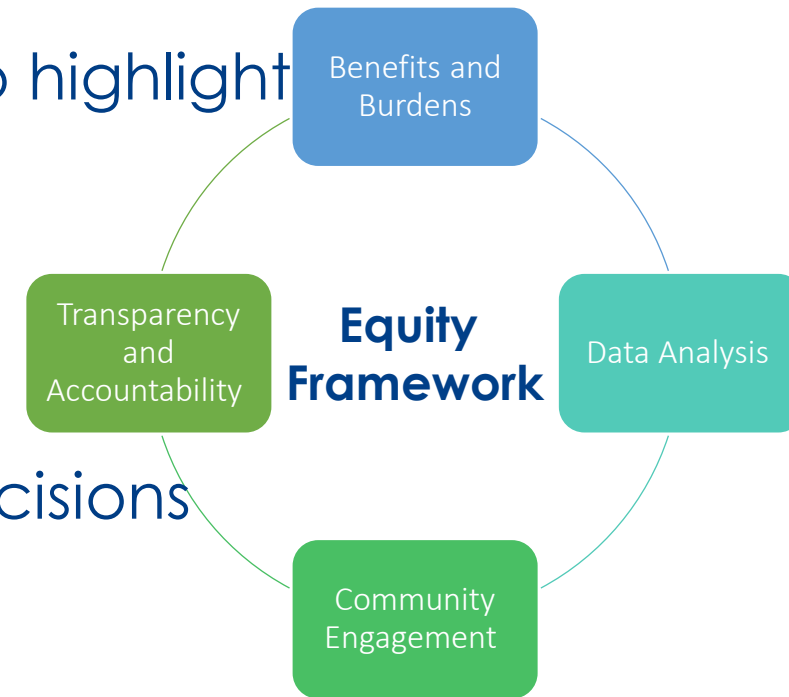 highlight
Benefits and
Burdens
Transparency
and
Accountability
Equity
Framework
Data Analysis
cisions
Community
Engagement